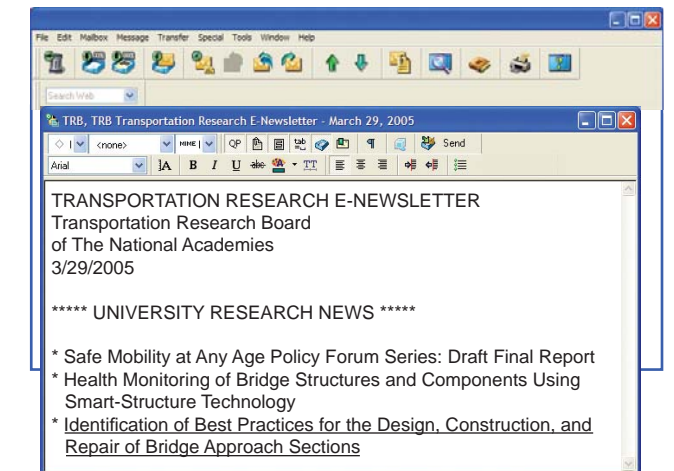 File Edit Mailbox Message Transfer Special Tools Window Help
Search Web
TRB, TRB Transportation Research E-Newsletter - March 29, 2005
<none> MIME QP Send
Arial A B I U abc TT
TRANSPORTATION RESEARCH E-NEWSLETTER
Transportation Research Board
of The National Academies
3/29/2005
***** UNIVERSITY RESEARCH NEWS *****
* Safe Mobility at Any Age Policy Forum Series: Draft Final Report
* Health Monitoring of Bridge Structures and Components Using
Smart-Structure Technology
* Identification of Best Practices for the Design, Construction, and
Repair of Bridge Approach Sections